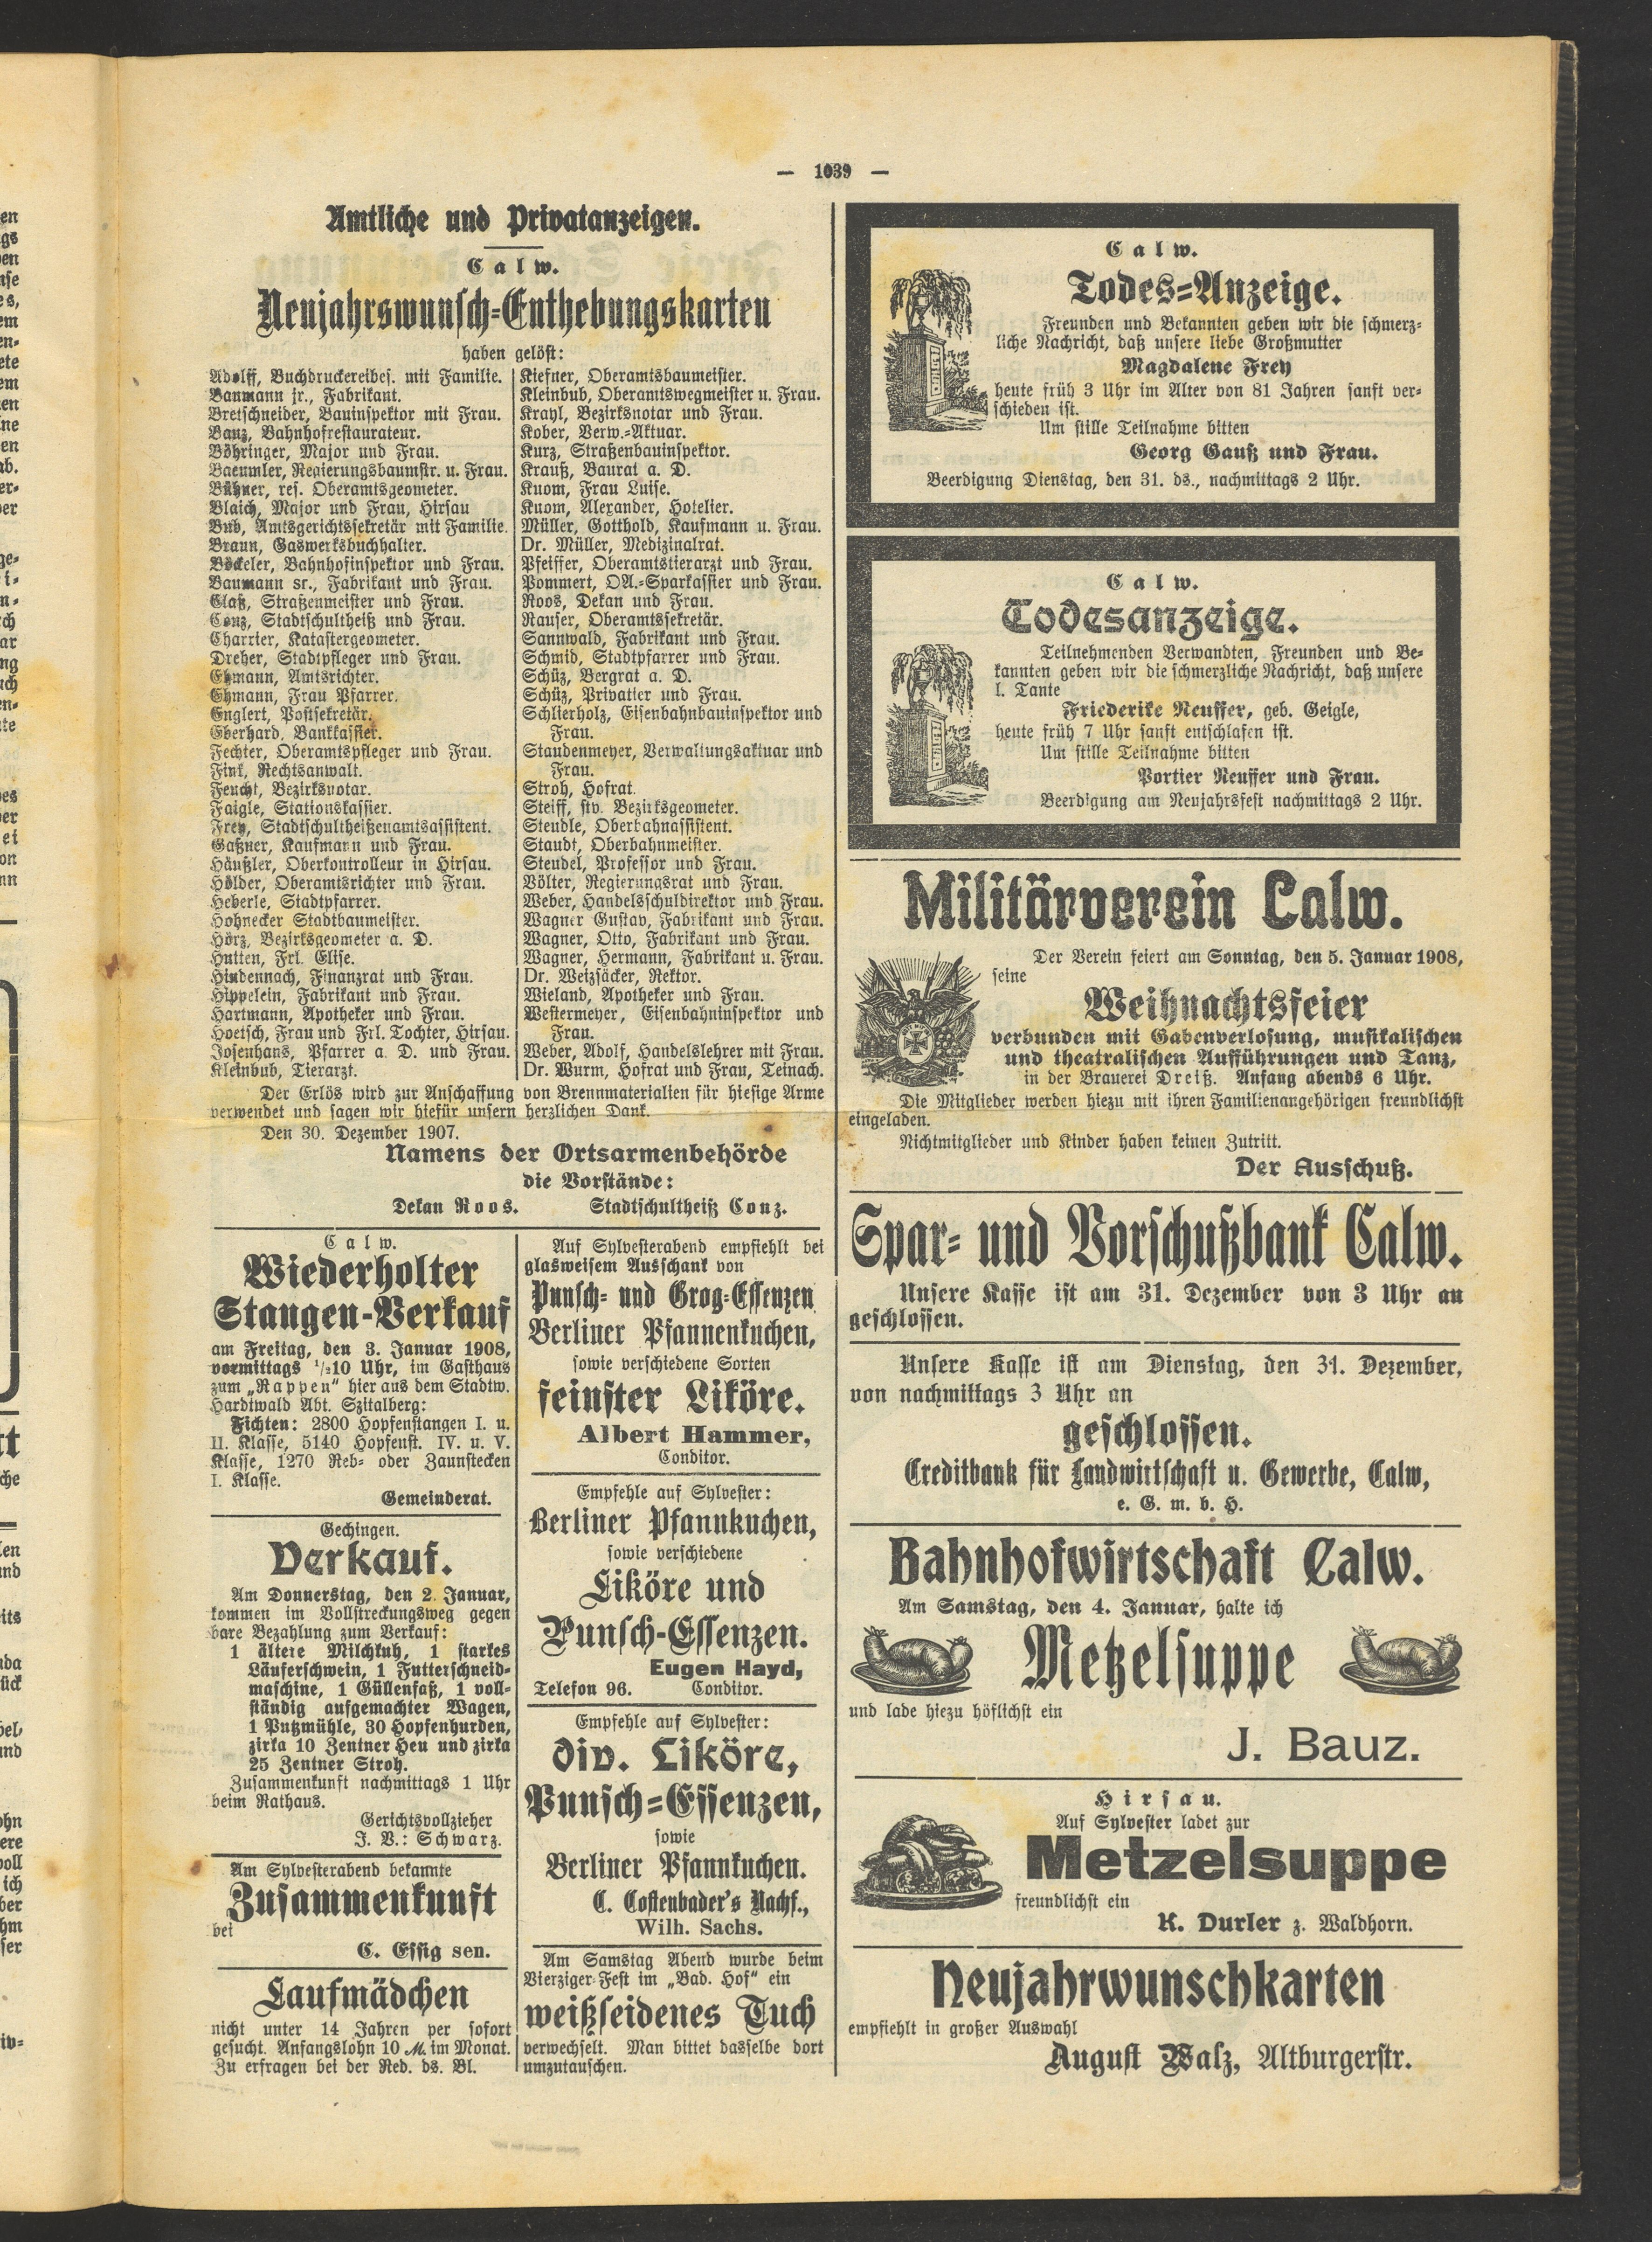 — 1039 —
Amtliche und Privatanzeigen.
Calw.
Neujahrswunsch-Enthebungskarten
haben gelöst:
Adolff, Buchdruckereibes. mit Familie.
Baumann jr., Fabrikant.
Bretschneider, Bauinspektor mit Frau.
Bauz, Bahnhofrestaurateur.
Böhringer, Major und Frau.
Baeumler, Regierungsbaumstr. u. Frau.
Bühner, res. Oberamtsgeometer.
Blaich, Major und Frau, Hirsau
Bub, Amtsgerichtssekretär mit Familie.
Braun, Gaswerksbuchhalter.
Böckeler, Bahnhofinspektor und Frau.
Baumann sr., Fabrikant und Frau.
Claß, Straßenmeister und Frau.
Conz, Stadtschultheiß und Frau.
Charrier, Katastergeometer.
Dreher, Stadtpfleger und Frau.
Ehmann, Amtsrichter.
Ehmann, Frau Pfarrer.
Englert, Postsekretär.
Eberhard, Bankkassier.
Fechter, Oberamtspfleger und Frau.
Fink, Rechtsanwalt.
Feucht, Bezirksnotar.
Faigle, Stationskassier.
Frey, Stadtschultheißenamtsassistent.
Gaßner, Kaufmann und Frau.
Häußler, Oberkontrolleur in Hirsau.
Hölder, Oberamtsrichter und Frau.
Heberle, Stadtpfarrer.
Hohnecker Stadtbaumeister.
Hörz, Bezirksgeometer a. D.
Hutten, Frl. Elise.
Hindennach, Finanzrat und Frau.
Hippelein, Fabrikant und Frau.
Hartmann, Apotheker und Frau.
Hoetsch, Frau und Frl. Tochter, Hirsau.
Josenhans, Pfarrer a. D. und Frau.
Kleinbub, Tierarzt.
Kiefner, Oberamtsbaumeister.
Kleinbub, Oberamtswegmeister u. Frau.
Krayl, Bezirksnotar und Frau.
Kober, Verw.-Aktuar.
Kurz, Straßenbauinspektor.
Krauß, Baurat a. D.
Kuom, Frau Luise.
Kuom, Alexander, Hotelier.
Müller, Gotthold, Kaufmann u. Frau.
Dr. Müller, Medizinalrat.
Pfeiffer, Oberamtstierarzt und Frau.
Pommert, OA.-Sparkassier und Frau.
Roos, Dekan und Frau.
Rauser, Oberamtssekretär.
Sannwald, Fabrikant und Frau.
Schmid, Stadtpfarrer und Frau.
Schüz, Bergrat a. D.
Schüz, Privatier und Frau.
Schlierholz, Eisenbahnbauinspektor und
Frau.
Staudenmeyer, Verwaltungsaktuar und
Frau.
Stroh, Hofrat.
Steiff, stv. Bezirksgeometer.
Steudle, Oberbahnassistent.
Staudt, Oberbahnmeister.
Steudel, Professor und Frau.
Völter, Regierungsrat und Frau.
Weber, Handelsschuldirektor und Frau.
Wagner Gustav, Fabrikant und Frau.
Wagner, Otto, Fabrikant und Frau.
Wagner, Hermann, Fabrikant u. Frau.
Dr. Weizsäcker, Rektor.
Wieland, Apotheker und Frau.
Westermeyer, Eisenbahninspektor und
Frau.
Weber, Adolf, Handelslehrer mit Frau.
Dr. Wurm, Hofrat und Frau, Teinach.
Der Erlös wird zur Anschaffung von Brennmaterialien für hiesige Arme
verwendet und sagen wir hiefür unsern herzlichen Dank.
Den 30. Dezember 1907.
Namens der Ortsarmenbehörde
die Vorstände:
Dekan Roos. Stadtschultheiß Conz.
Calw.
Wiederholter
Stangen-Verkauf
am Freitag, den 3. Januar 1908,
vormittags 1/210 Uhr, im Gasthaus
zum „Rappen“ hier aus dem Stadtw.
Hardtwald Abt. Szitalberg:
Fichten: 2800 Hopfenstangen I. u.
II. Klasse, 5140 Hopfenst. IV. u. V.
Klasse, 1270 Reb- oder Zaunstecken
I. Klasse.
Gemeinderat.
Gechingen.
Verkauf.
Am Donnerstag, den 2. Januar,
kommen im Vollstreckungsweg gegen
bare Bezahlung zum Verkauf:
1 ältere Milchkuh, 1 starkes
Läuferschwein, 1 Futterschneid-
maschine, 1 Güllenfaß, 1 voll-
ständig aufgemachter Wagen,
1 Putzmühle, 30 Hopfenhurden,
zirka 10 Zentner Heu und zirka
25 Zentner Stroh.
Zusammenkunft nachmittags 1 Uhr
beim Rathaus.
Gerichtsvollzieher
J. V.: Schwarz.
Am Sylvesterabend bekannte
Zusammenkunft
bei
C. Essig sen.
Laufmädchen
nicht unter 14 Jahren per sofort
gesucht. Anfangslohn 10 M. im Monat.
Zu erfragen bei der Red. ds. Bl.
Auf Sylvesterabend empfiehlt bei
glasweisem Ausschank von
Punsch- und Grog-Essenzen
Berliner Pfannenkuchen,
sowie verschiedene Sorten
feinster Liköre.
Albert Hammer,
Conditor.
Empfehle auf Sylvester:
Berliner Pfannkuchen,
sowie verschiedene
Liköre und
Punsch-Essenzen.
Eugen Hayd,
Telefon 96. Conditor.
Empfehle auf Sylvester:
div. Liköre,
Punsch-Essenzen,
sowie
Berliner Pfannkuchen.
C. Costenbader's Nachf.,
Wilh. Sachs.
Am Samstag Abend wurde beim
Vierziger-Fest im „Bad. Hof“ ein
weißseidenes Tuch
verwechselt. Man bittet dasselbe dort
umzutauschen.
Calw.
Todes-Anzeige.
Freunden und Bekannten geben wir die schmerz-
liche Nachricht, daß unsere liebe Großmutter
Magdalene Frey
heute früh 3 Uhr im Alter von 81 Jahren sanft ver-
schieden ist.
Um stille Teilnahme bitten
Georg Gauß und Frau.
Beerdigung Dienstag, den 31. ds., nachmittags 2 Uhr.
Calw.
Todesanzeige.
Teilnehmenden Verwandten, Freunden und Be-
kannten geben wir die schmerzliche Nachricht, daß unsere
l. Tante
Friederike Neuffer, geb. Geigle,
heute früh 7 Uhr sanft entschlafen ist.
Um stille Teilnahme bitten
Portier Neuffer und Frau.
Beerdigung am Neujahrsfest nachmittags 2 Uhr.
Militärverein Calw.
Der Verein feiert am Sonntag, den 5. Januar 1908,
seine
Weihnachtsfeier
verbunden mit Gabenverlosung, musikalischen
und theatralischen Aufführungen und Tanz,
in der Brauerei Dreiß. Anfang abends 6 Uhr.
Die Mitglieder werden hiezu mit ihren Familienangehörigen freundlichst
eingeladen.
Nichtmitglieder und Kinder haben keinen Zutritt.
Der Ausschuß.
Spar- und Vorschußbank Calw.
Unsere Kasse ist am 31. Dezember von 3 Uhr an
geschlossen.
Unsere Kasse ist am Dienstag, den 31. Dezember,
von nachmittags 3 Uhr an
geschlossen.
Creditbank für Landwirtschaft u. Gewerbe, Calw,
e. G. m. b. H.
Bahnhofwirtschaft Calw.
Am Samstag, den 4. Januar, halte ich
Metzelsuppe
und lade hiezu höflichst ein
J. Bauz.
Hirsau.
Auf Sylvester ladet zur
Metzelsuppe
freundlichst ein
K. Durler z. Waldhorn.
Neujahrwunschkarten
empfiehlt in großer Auswahl
August Walz, Altburgerstr.